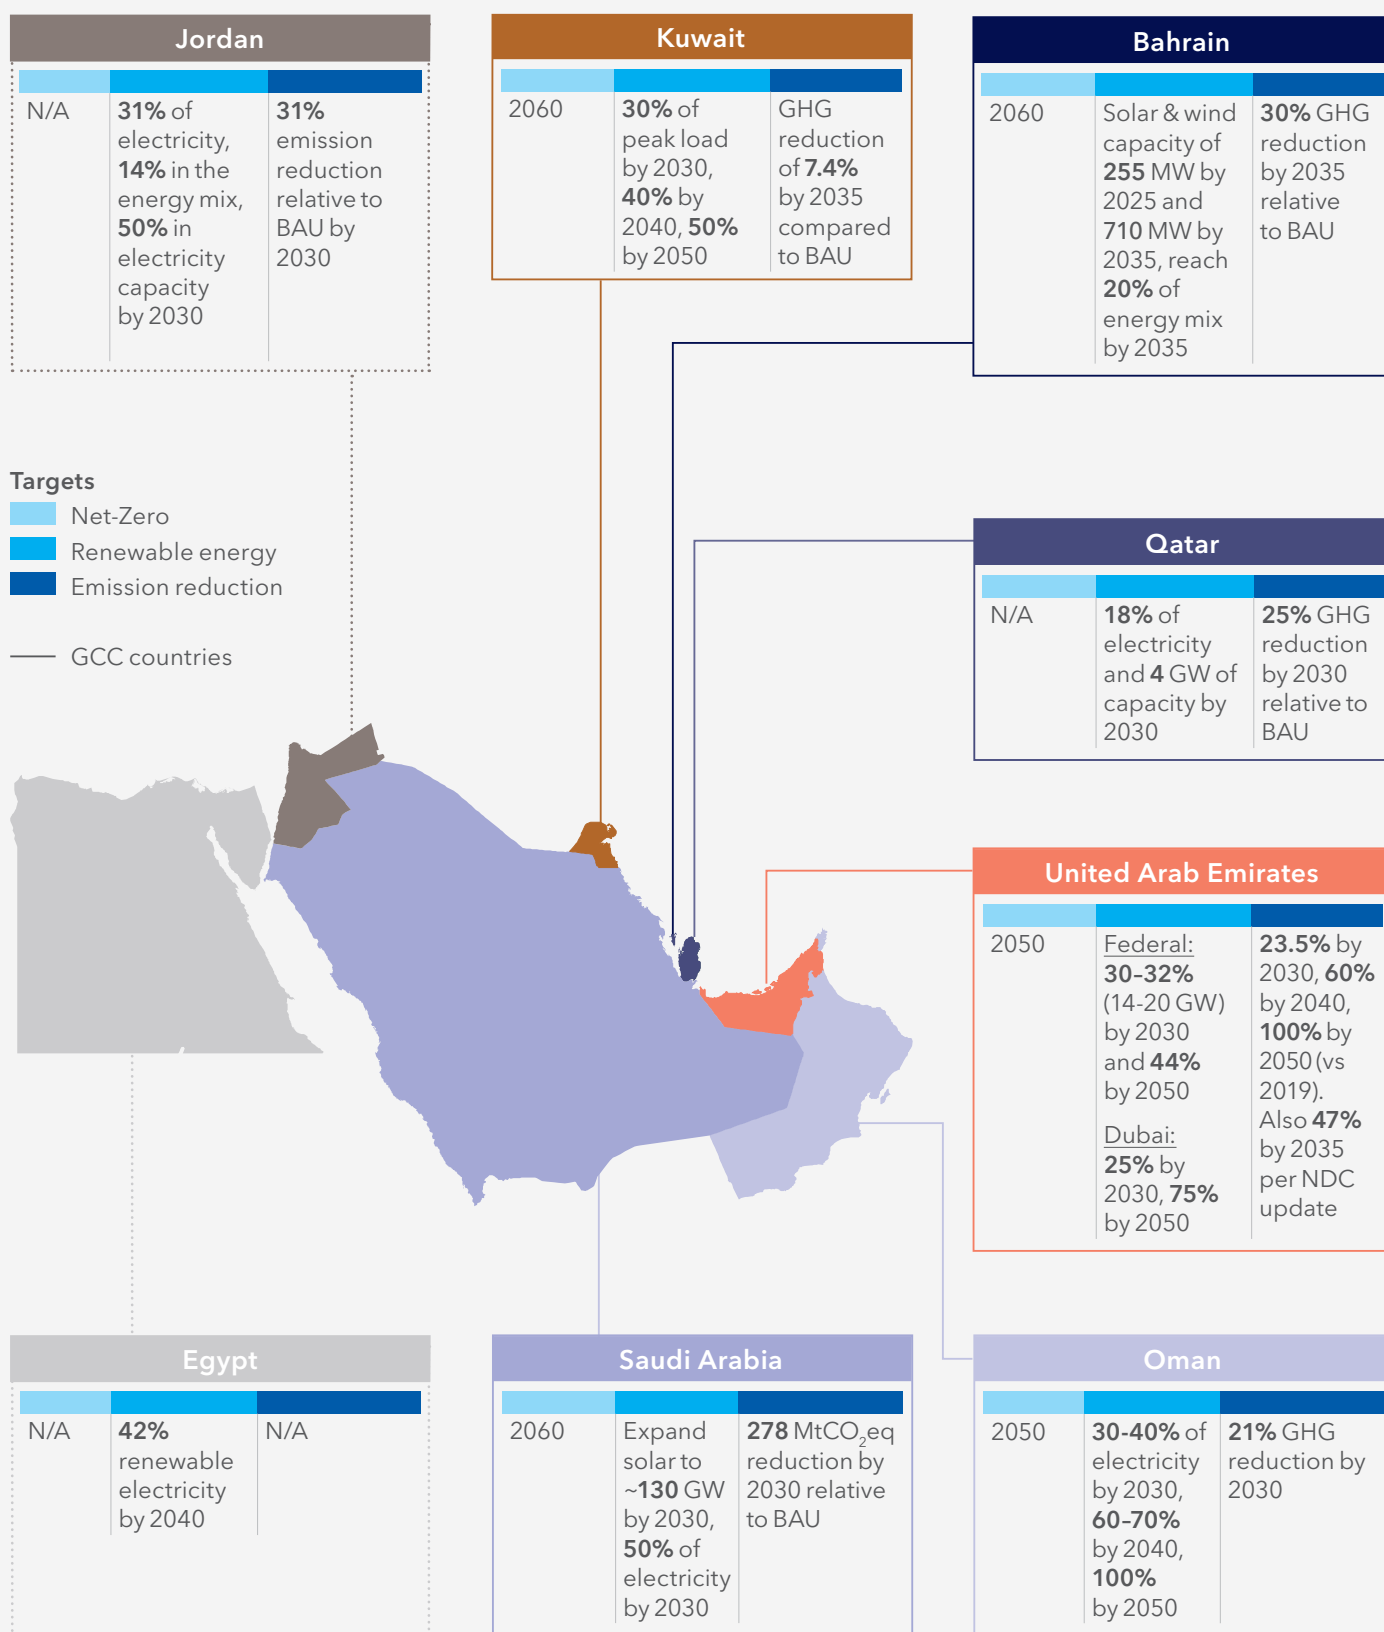 Jordan
N/A
31% of
electricity,
14% in the
energy mix,
50% in
electricity
capacity
by 2030
31%
emission
reduction
relative to
BAU by
2030
Kuwait
2060
30% of
peak load
by 2030,
40% by
2040, 50%
by 2050
GHG
reduction
of 7.4%
by 2035
compared
to BAU
Bahrain
2060
Solar & wind
capacity of
255 MW by
2025 and
710 MW by
2035, reach
20% of
energy mix
by 2035
30% GHG
reduction
by 2035
relative
to BAU
Targets
Net-Zero
Renewable energy
Emission reduction
GCC countries
Qatar
N/A
18% of
electricity
and 4 GW of
capacity by
2030
25% GHG
reduction
by 2030
relative to
BAU
United Arab Emirates
2050
Federal:
30–32%
(14-20 GW)
by 2030
and 44%
by 2050
Dubai:
25% by
2030, 75%
by 2050
23.5% by
2030, 60%
by 2040,
100% by
2050 (vs
2019).
Also 47%
by 2035
per NDC
update
Egypt
N/A
42%
renewable
electricity
by 2040
N/A
Saudi Arabia
2060
Expand
solar to
~130 GW
by 2030,
50% of
electricity
by 2030
278 MtCO₂eq
reduction by
2030 relative
to BAU
Oman
2050
30-40% of
electricity
by 2030,
60–70%
by 2040,
100%
by 2050
21% GHG
reduction by
2030